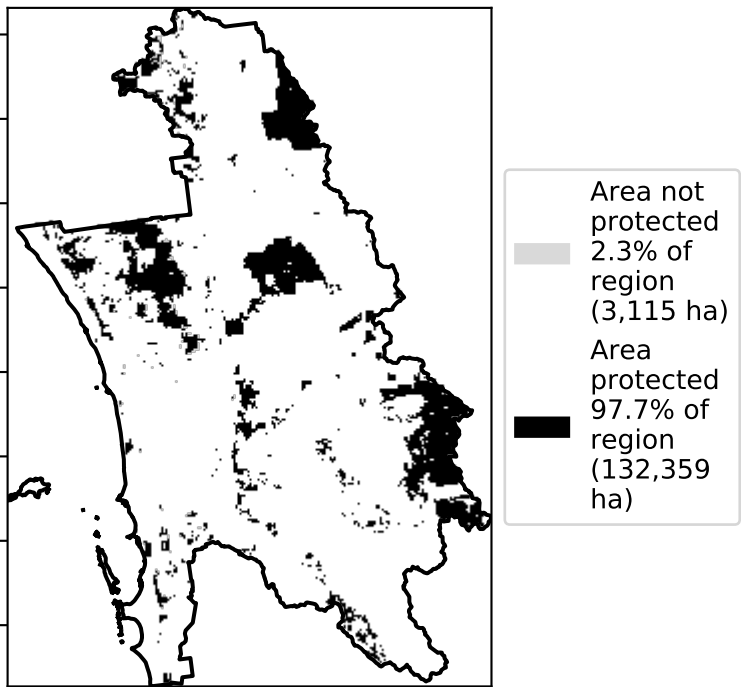 Area not
protected
2.3% of
region
(3,115 ha)
Area
protected
97.7% of
region
(132,359
ha)